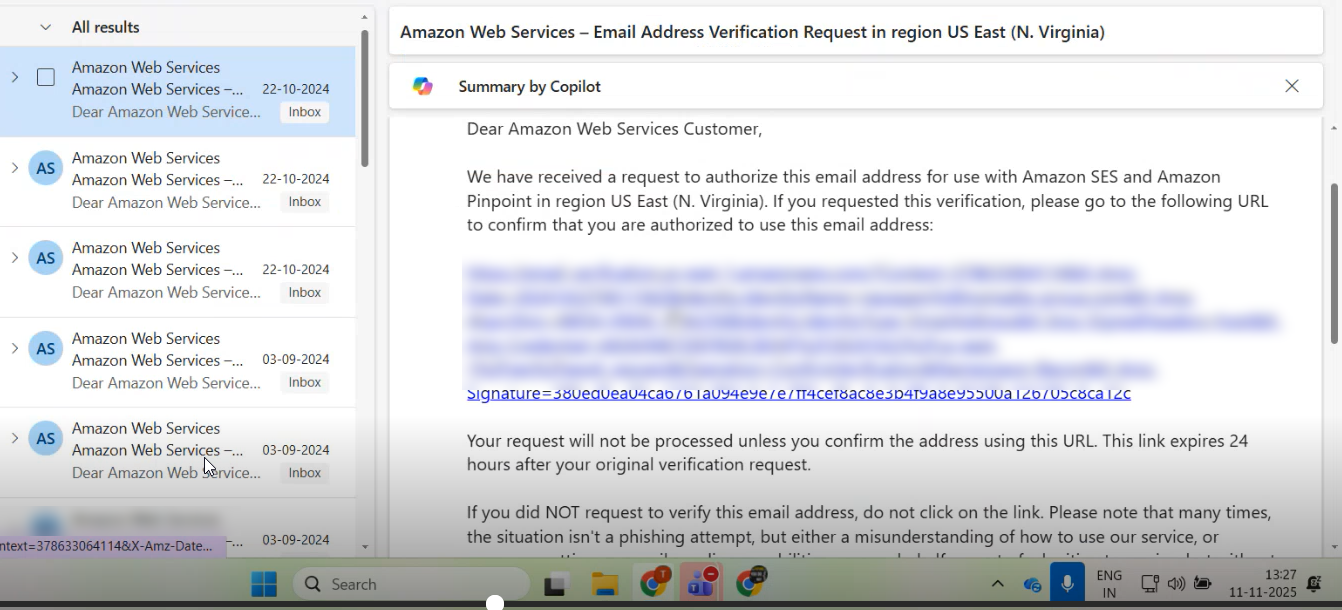 All results
Amazon Web Services
Amazon Web Services –... 22-10-2024
Dear Amazon Web Service... Inbox
AS
Amazon Web Services
Amazon Web Services –... 22-10-2024
Dear Amazon Web Service... Inbox
AS
Amazon Web Services
Amazon Web Services –... 22-10-2024
Dear Amazon Web Service... Inbox
AS
Amazon Web Services
Amazon Web Services –... 03-09-2024
Dear Amazon Web Service... Inbox
AS
Amazon Web Services
Amazon Web Services –... 03-09-2024
Dear Amazon Web Service... Inbox
03-09-2024
ntext=378633064114&X-Amz-Date...
Amazon Web Services – Email Address Verification Request in region US East (N. Virginia)
Summary by Copilot
Dear Amazon Web Services Customer,
We have received a request to authorize this email address for use with Amazon SES and Amazon
Pinpoint in region US East (N. Virginia). If you requested this verification, please go to the following URL
to confirm that you are authorized to use this email address:
Signature=380ed0ea04ca6761a094e9e7e7ff4cef8ac8e3b4f9a8e95500a126705c8ca12c
Your request will not be processed unless you confirm the address using this URL. This link expires 24
hours after your original verification request.
If you did NOT request to verify this email address, do not click on the link. Please note that many times,
the situation isn't a phishing attempt, but either a misunderstanding of how to use our service, or
Search
ENG
IN
13:27
11-11-2025